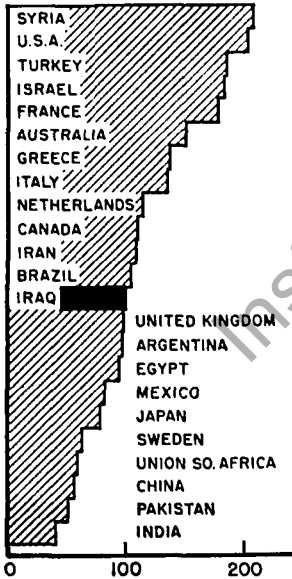 SYRIA
U.S.A.
TURKEY
ISRAEL
FRANCE
AUSTRALIA
GREECE
ITALY
NETHERLANDS
CANADA
IRAN
BRAZIL
IRAQ
UNITED KINGDOM
ARGENTINA
EGYPT
MEXICO
JAPAN
SWEDEN
UNION SO. AFRICA
CHINA
PAKISTAN
INDIA
0 100 200
Ins